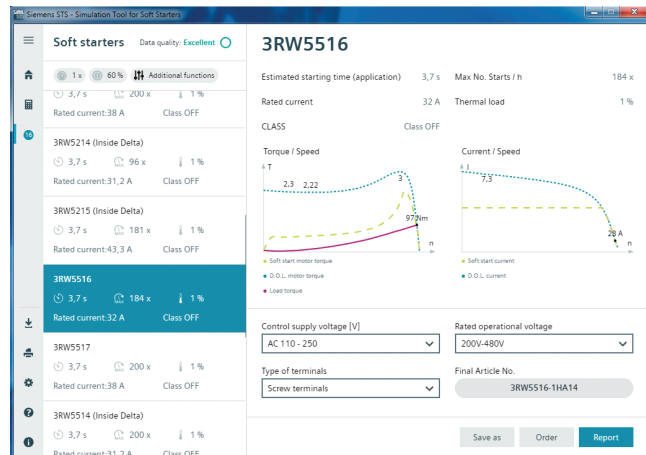 Siemens STS - Simulation Tool for Soft Starters
Soft starters
Data quality: Excellent
1 x
60 %
Additional functions
3,7 s 200 x 1 %
Rated current:38 A Class OFF
3RW5214 (Inside Delta)
3,7 s 96 x 1 %
Rated current:31,2 A Class OFF
3RW5215 (Inside Delta)
3,7 s 181 x 1 %
Rated current:43,3 A Class OFF
3RW5516
3,7 s 184 x 1 %
Rated current:32 A Class OFF
3RW5517
3,7 s 200 x 1 %
Rated current:38 A Class OFF
3RW5514 (Inside Delta)
3,7 s 200 x 1 %
Rated current:31,2 A Class OFF
16
3RW5516
Estimated starting time (application) 3,7 s
Max No. Starts / h 184 x
Rated current 32 A
Thermal load 1 %
CLASS Class OFF
Torque / Speed
T
2,3 2,22 3
97 Nm
n
Soft start motor torque
D.O.L. motor torque
Load torque
Current / Speed
I
7,3
28 A
n
Soft start current
D.O.L. current
Control supply voltage [V]
AC 110 - 250
Rated operational voltage
200V-480V
Type of terminals
Screw terminals
Final Article No.
3RW5516-1HA14
Save as
Order
Report